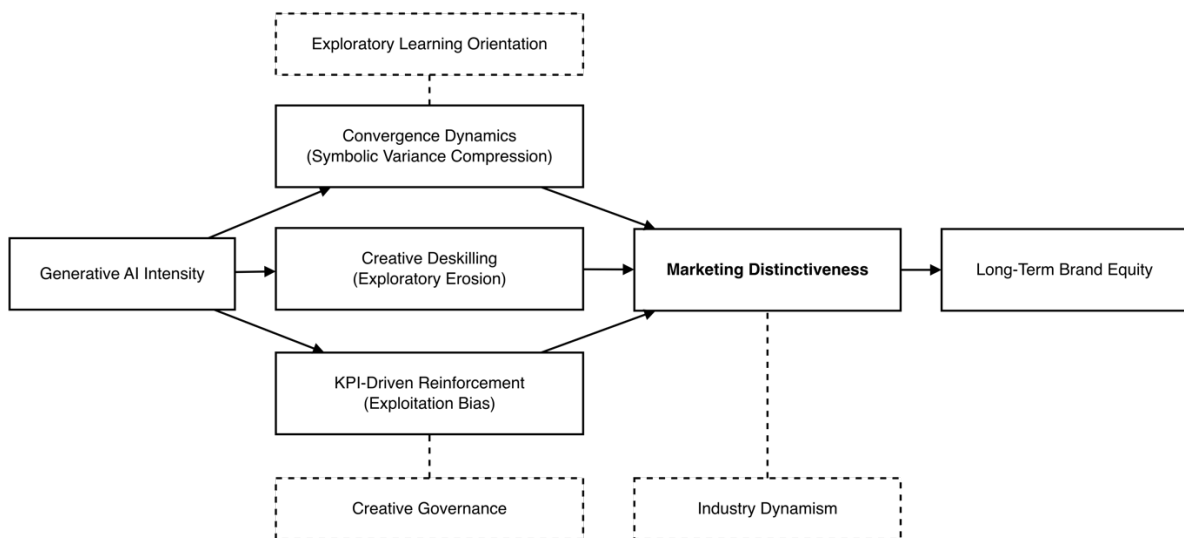 Exploratory Learning Orientation
Convergence Dynamics
(Symbolic Variance Compression)
Generative AI Intensity
Creative Deskilling
(Exploratory Erosion)
Marketing Distinctiveness
Long-Term Brand Equity
KPI-Driven Reinforcement
(Exploitation Bias)
Creative Governance
Industry Dynamism